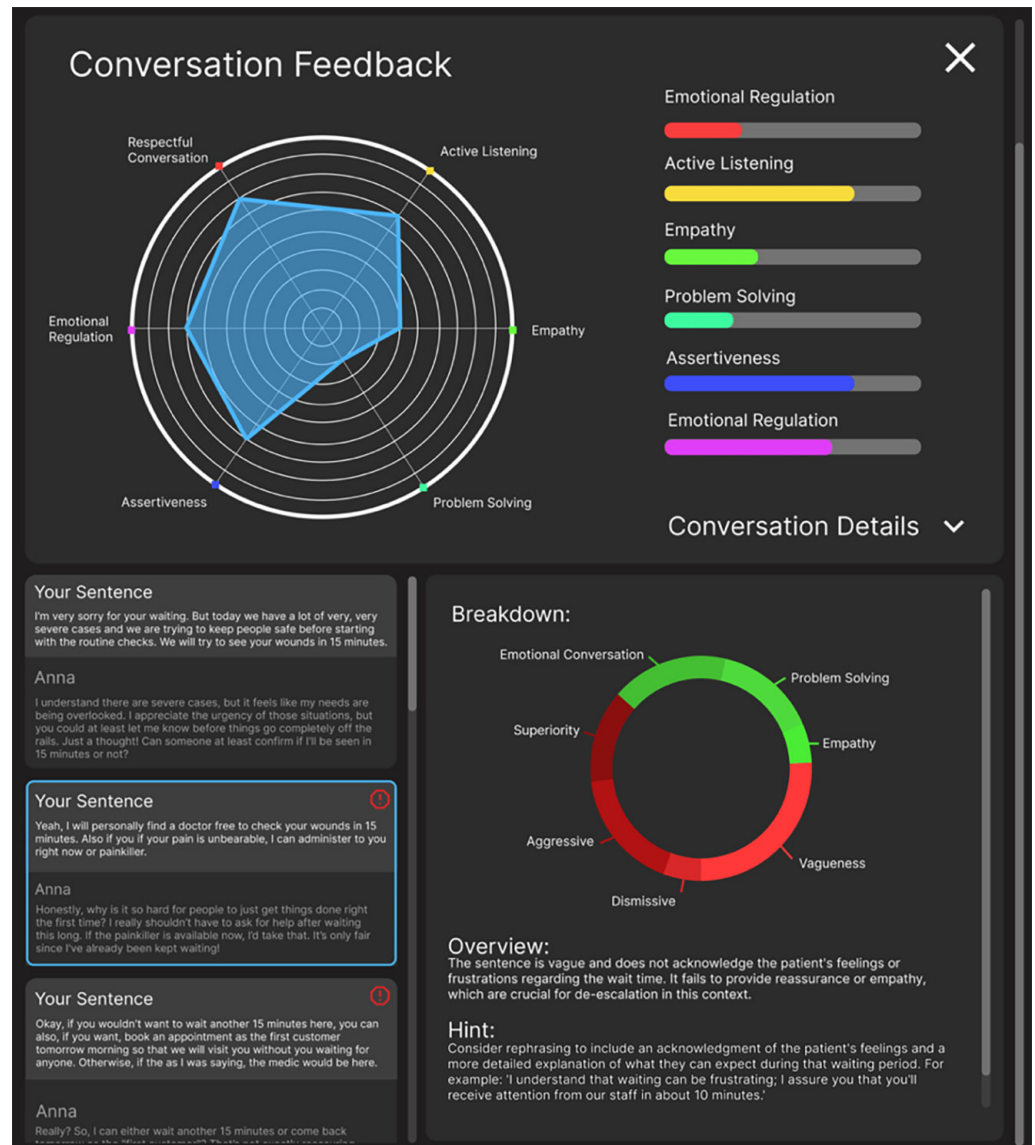 Conversation Feedback
Respectful
Conversation
Active Listening
Emotional
Regulation
Empathy
Assertiveness
Problem Solving
Emotional Regulation
Active Listening
Empathy
Problem Solving
Assertiveness
Emotional Regulation
Conversation Details
Your Sentence
I'm very sorry for your waiting. But today we have a lot of very, very
severe cases and we are trying to keep people safe before starting
with the routine checks. We will try to see your wounds in 15 minutes.
Anna
I understand there are severe cases, but it feels like my needs are
being overlooked. I appreciate the urgency of those situations, but
you could at least let me know before things go completely off the
rails. Just a thought! Can someone at least confirm if I'll be seen in
15 minutes or not?
Your Sentence
Yeah, I will personally find a doctor free to check your wounds in 15
minutes. Also if you if your pain is unbearable, I can administer to you
right now or painkiller.
Anna
Honestly, why is it so hard for people to just get things done right
the first time? I really shouldn't have to ask for help after waiting
this long. If the painkiller is available now, I'd take that. It's only fair
since I've already been kept waiting!
Your Sentence
Okay, if you wouldn't want to wait another 15 minutes here, you can
also, if you want, book an appointment as the first customer
tomorrow morning so that we will visit you without you waiting for
anyone. Otherwise, if the as I was saying, the medic would be here.
Anna
Really? So, I can either wait another 15 minutes or come back
Breakdown:
Emotional Conversation
Problem Solving
Superiority
Empathy
Aggressive
Vagueness
Dismissive
Overview:
The sentence is vague and does not acknowledge the patient's feelings or
frustrations regarding the wait time. It fails to provide reassurance or empathy,
which are crucial for de-escalation in this context.
Hint:
Consider rephrasing to include an acknowledgment of the patient's feelings and a
more detailed explanation of what they can expect during that waiting period. For
example: 'I understand that waiting can be frustrating; I assure you that you'll
receive attention from our staff in about 10 minutes.'